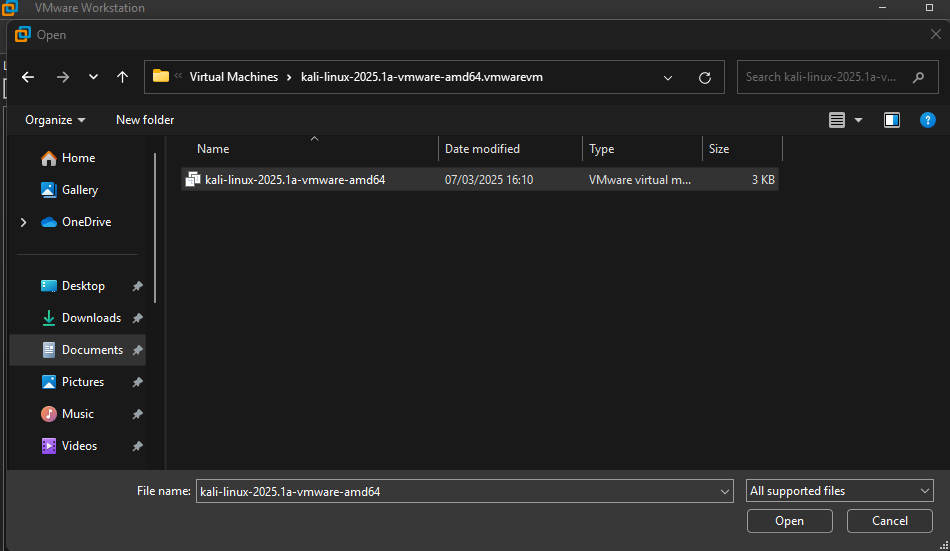 VMware Workstation
Open
Virtual Machines > kali-linux-2025.1a-vmware-amd64.vmwarevm
Search kali-linux-2025.1a-v...
Organize
New folder
Name
Date modified
Type
Size
Home
kali-linux-2025.1a-vmware-amd64
07/03/2025 16:10
VMware virtual m...
3 KB
Gallery
OneDrive
Desktop
Downloads
Documents
Pictures
Music
Videos
File name:
kali-linux-2025.1a-vmware-amd64
All supported files
Open
Cancel